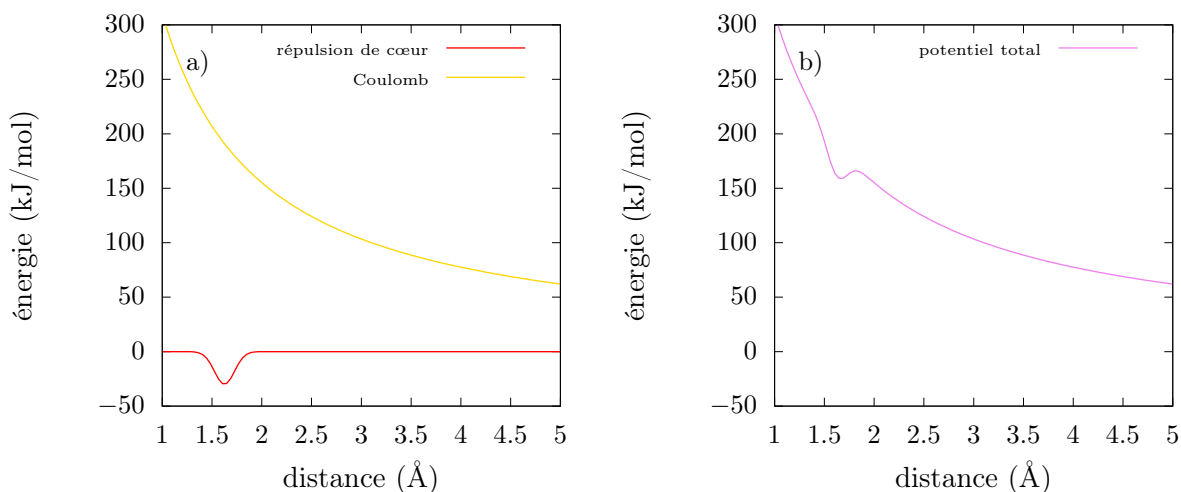 a)
répulsion de cœur
Coulomb
300
250
200
150
100
50
0
−50
énergie (kJ/mol)
1 1.5 2 2.5 3 3.5 4 4.5 5
distance (Å)
b)
potentiel total
300
250
200
150
100
50
0
−50
énergie (kJ/mol)
1 1.5 2 2.5 3 3.5 4 4.5 5
distance (Å)